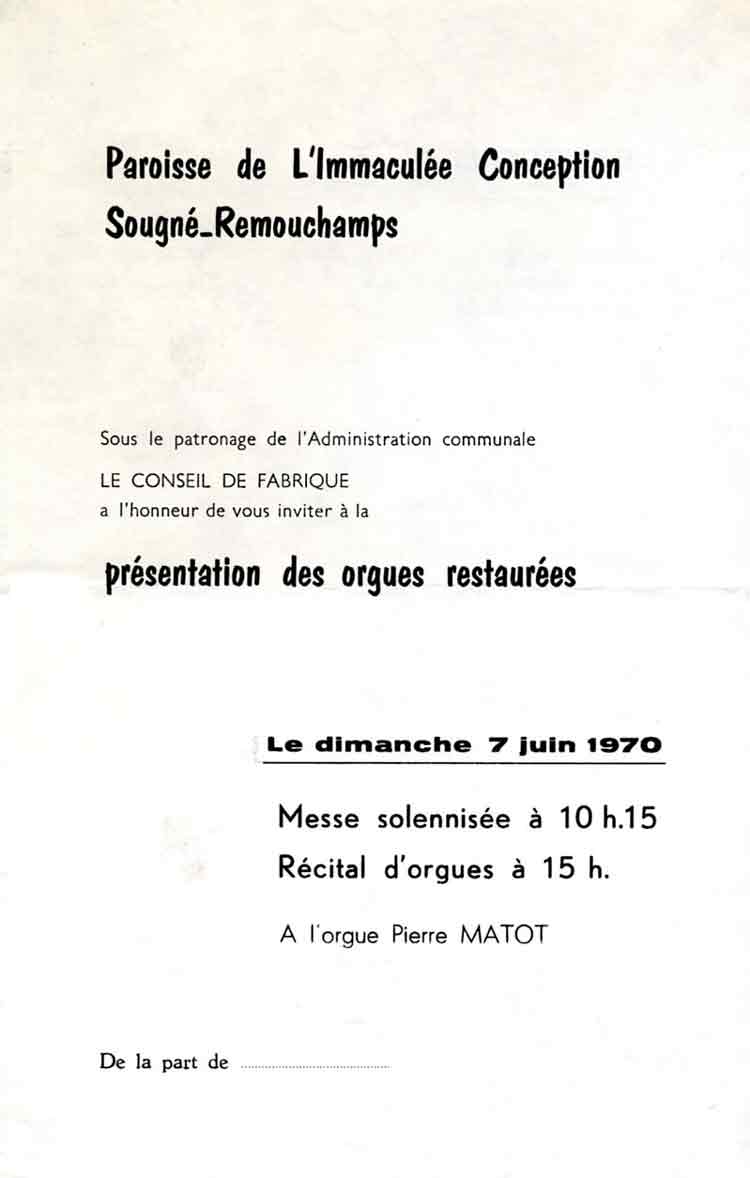 Paroisse de L'Immaculée Conception
Sougné-Remouchamps
Sous le patronage de l'Administration communale
LE CONSEIL DE FABRIQUE
a l'honneur de vous inviter à la
présentation des orgues restaurées
Le dimanche 7 juin 1970
Messe solennisée à 10 h.15
Récital d'orgues à 15 h.
A l'orgue Pierre MATOT
De la part de ................................................